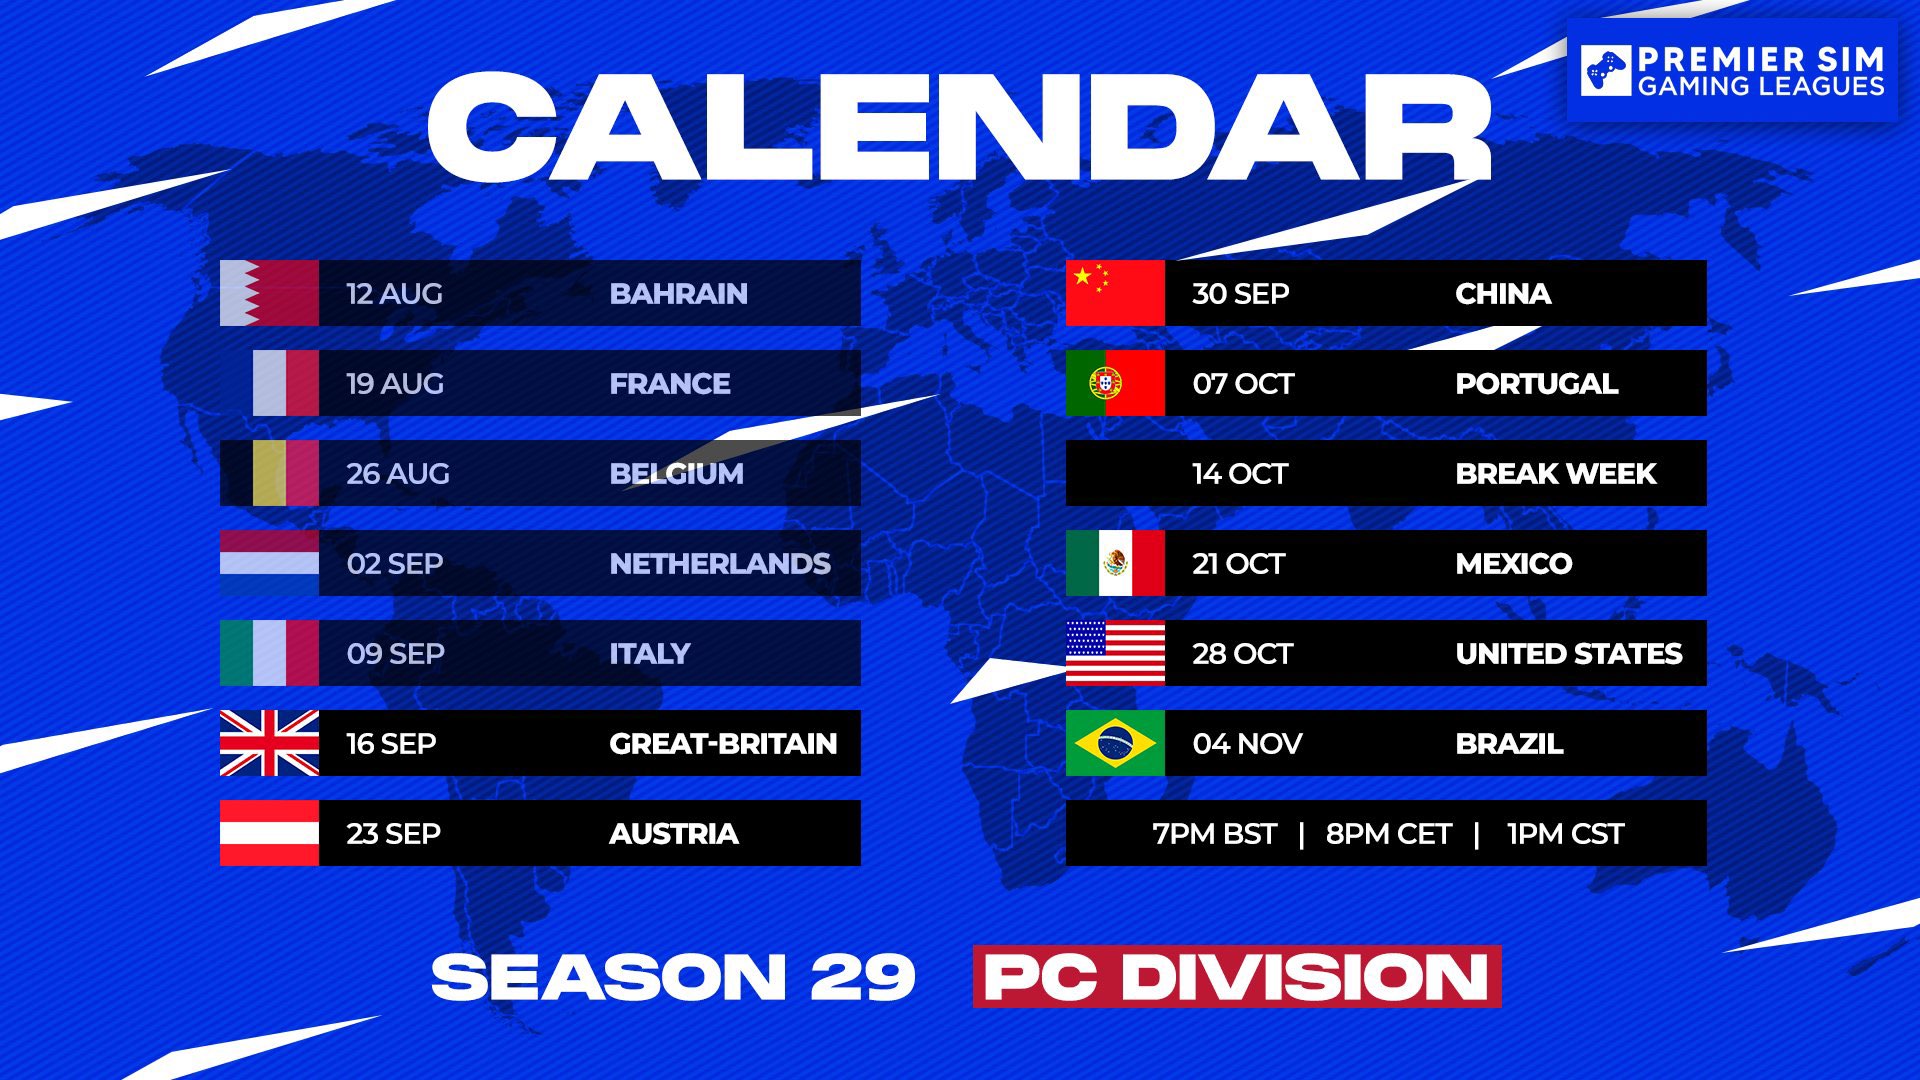 CALENDAR
PREMIER SIM
GAMING LEAGUES
12 AUG BAHRAIN
19 AUG FRANCE
26 AUG BELGIUM
02 SEP NETHERLANDS
09 SEP ITALY
16 SEP GREAT-BRITAIN
23 SEP AUSTRIA
30 SEP CHINA
07 OCT PORTUGAL
14 OCT BREAK WEEK
21 OCT MEXICO
28 OCT UNITED STATES
04 NOV BRAZIL
7PM BST | 8PM CET | 1PM CST
SEASON 29 PC DIVISION